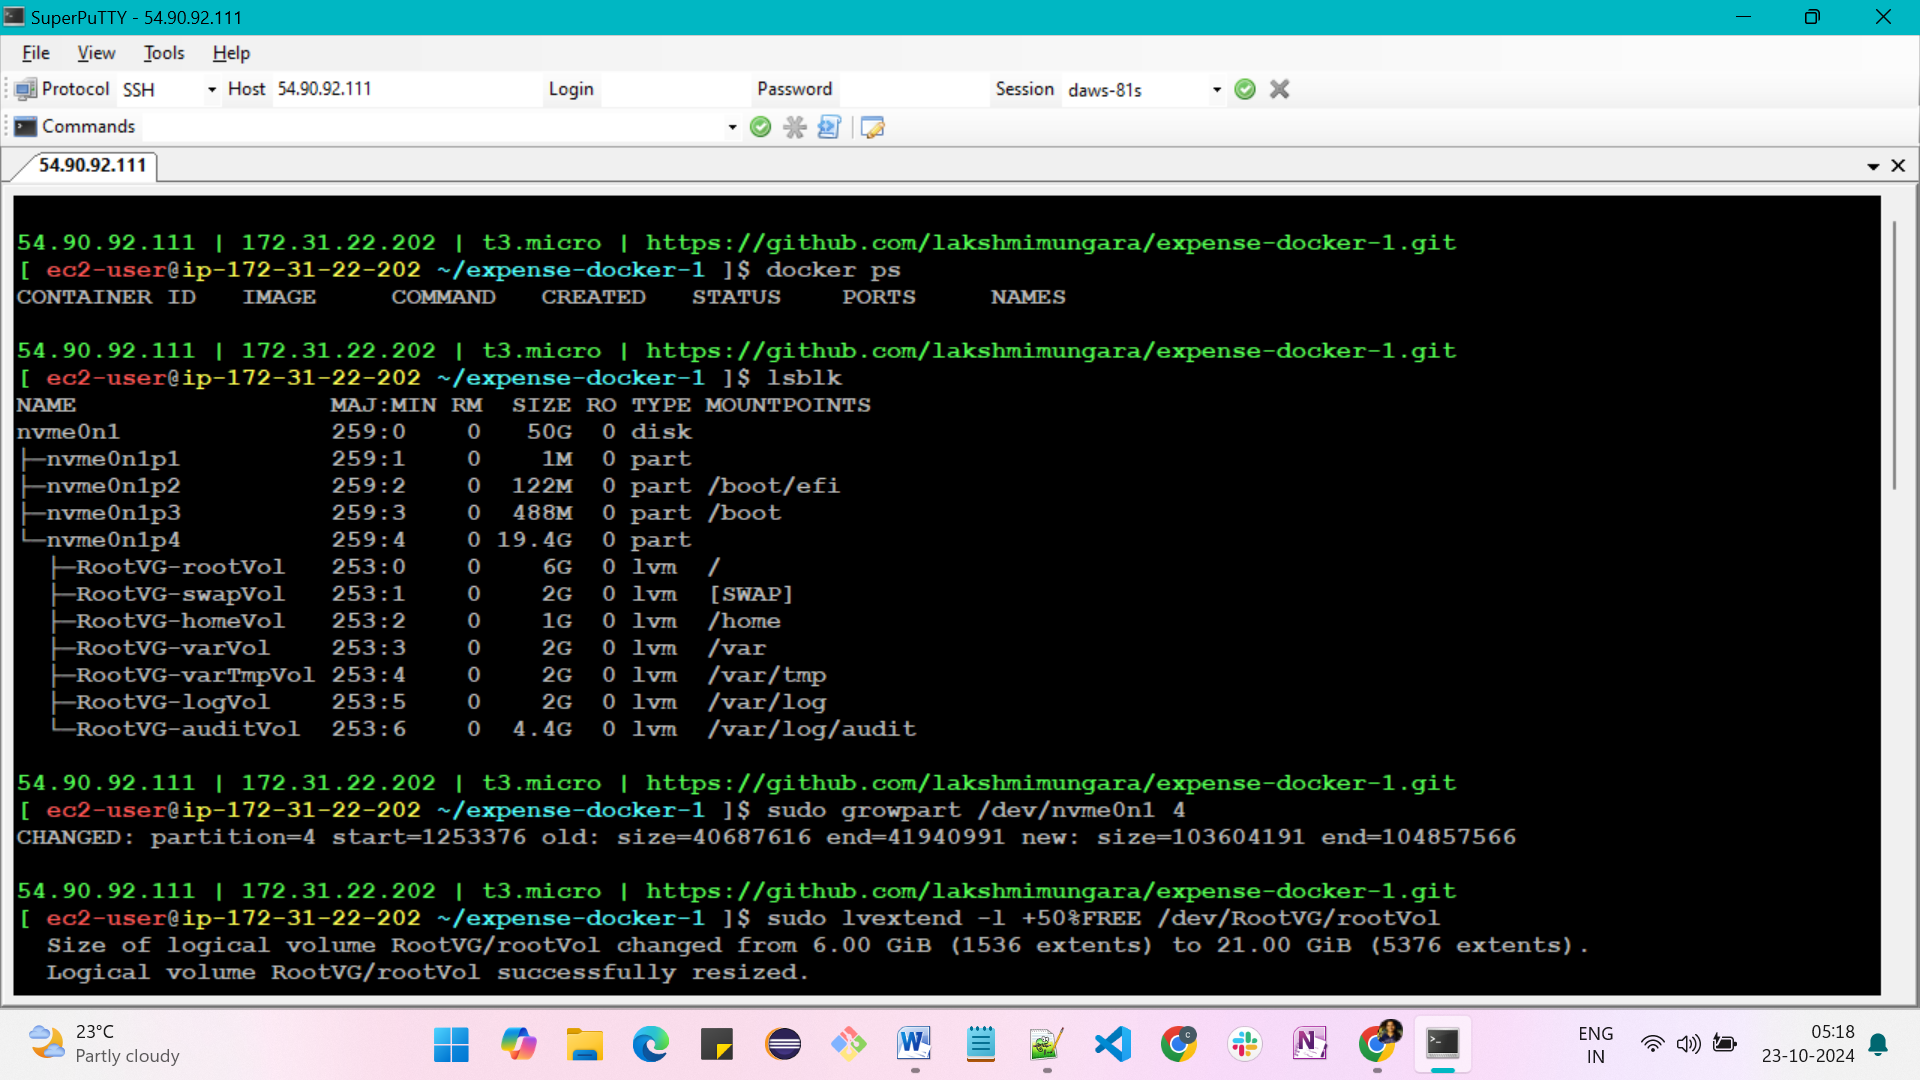 SuperPuTTY - 54.90.92.111
File View Tools Help
Protocol SSH Host 54.90.92.111 Login Password Session daws-81s
Commands
54.90.92.111
54.90.92.111 | 172.31.22.202 | t3.micro | https://github.com/lakshmimungara/expense-docker-1.git
[ ec2-user@ip-172-31-22-202 ~/expense-docker-1 ]$ docker ps
CONTAINER ID   IMAGE     COMMAND   CREATED   STATUS    PORTS     NAMES
54.90.92.111 | 172.31.22.202 | t3.micro | https://github.com/lakshmimungara/expense-docker-1.git
[ ec2-user@ip-172-31-22-202 ~/expense-docker-1 ]$ lsblk
NAME                 MAJ:MIN RM  SIZE RO TYPE MOUNTPOINTS
nvme0n1              259:0    0   50G  0 disk
├─nvme0n1p1          259:1    0    1M  0 part
├─nvme0n1p2          259:2    0  122M  0 part /boot/efi
├─nvme0n1p3          259:3    0  488M  0 part /boot
└─nvme0n1p4          259:4    0 19.4G  0 part
  ├─RootVG-rootVol   253:0    0    6G  0 lvm  /
  ├─RootVG-swapVol   253:1    0    2G  0 lvm  [SWAP]
  ├─RootVG-homeVol   253:2    0    1G  0 lvm  /home
  ├─RootVG-varVol    253:3    0    2G  0 lvm  /var
  ├─RootVG-varTmpVol 253:4    0    2G  0 lvm  /var/tmp
  ├─RootVG-logVol    253:5    0    2G  0 lvm  /var/log
  └─RootVG-auditVol  253:6    0  4.4G  0 lvm  /var/log/audit
54.90.92.111 | 172.31.22.202 | t3.micro | https://github.com/lakshmimungara/expense-docker-1.git
[ ec2-user@ip-172-31-22-202 ~/expense-docker-1 ]$ sudo growpart /dev/nvme0n1 4
CHANGED: partition=4 start=1253376 old: size=40687616 end=41940991 new: size=103604191 end=104857566
54.90.92.111 | 172.31.22.202 | t3.micro | https://github.com/lakshmimungara/expense-docker-1.git
[ ec2-user@ip-172-31-22-202 ~/expense-docker-1 ]$ sudo lvextend -l +50%FREE /dev/RootVG/rootVol
  Size of logical volume RootVG/rootVol changed from 6.00 GiB (1536 extents) to 21.00 GiB (5376 extents).
  Logical volume RootVG/rootVol successfully resized.
23°C
Partly cloudy
ENG
IN
05:18
23-10-2024